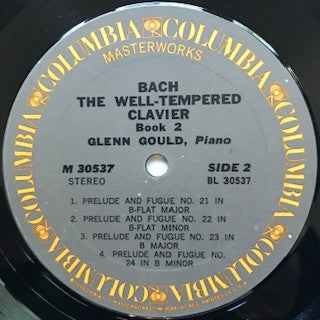 COLUMBIA COLUMBIA COLUMBIA COLUMBIA COLUMBIA COLUMBIA
MASTERWORKS
BACH
THE WELL-TEMPERED
CLAVIER
Book 2
GLENN GOULD, Piano
M 30537 SIDE 2
STEREO BL 30537
1. PRELUDE AND FUGUE NO. 21 IN
B-FLAT MAJOR
2. PRELUDE AND FUGUE NO. 22 IN
B-FLAT MINOR
3. PRELUDE AND FUGUE NO. 23 IN
B MAJOR
4. PRELUDE AND FUGUE NO.
24 IN B MINOR